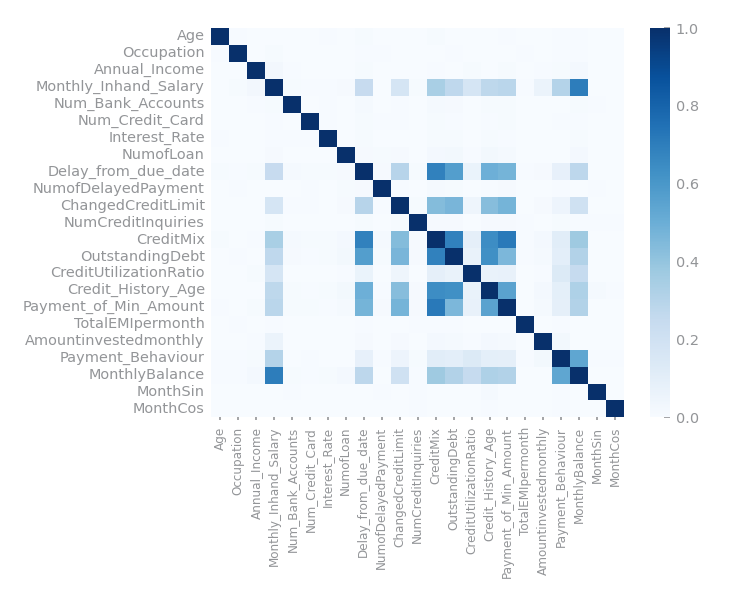 Age
Occupation
Annual_Income
Monthly_Inhand_Salary
Num_Bank_Accounts
Num_Credit_Card
Interest_Rate
NumofLoan
Delay_from_due_date
NumofDelayedPayment
ChangedCreditLimit
NumCreditInquiries
CreditMix
OutstandingDebt
CreditUtilizationRatio
Credit_History_Age
Payment_of_Min_Amount
TotalEMIpermonth
Amountinvestedmonthly
Payment_Behaviour
MonthlyBalance
MonthSin
MonthCos
Age
Occupation
Annual_Income
Monthly_Inhand_Salary
Num_Bank_Accounts
Num_Credit_Card
Interest_Rate
NumofLoan
Delay_from_due_date
NumofDelayedPayment
ChangedCreditLimit
NumCreditInquiries
CreditMix
OutstandingDebt
CreditUtilizationRatio
Credit_History_Age
Payment_of_Min_Amount
TotalEMIpermonth
Amountinvestedmonthly
Payment_Behaviour
MonthlyBalance
MonthSin
MonthCos
1.0
0.8
0.6
0.4
0.2
0.0